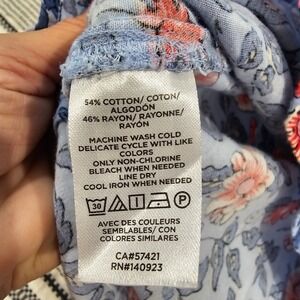 54% COTTON/ COTON/
ALGODÓN
46% RAYON/ RAYONNE/
RAYÓN
MACHINE WASH COLD
DELICATE CYCLE WITH LIKE
COLORS
ONLY NON-CHLORINE
BLEACH WHEN NEEDED
LINE DRY
COOL IRON WHEN NEEDED
30 P
AVEC DES COULEURS
SEMBLABLES/ CON
COLORES SIMILARES
CA#57421
RN#140923